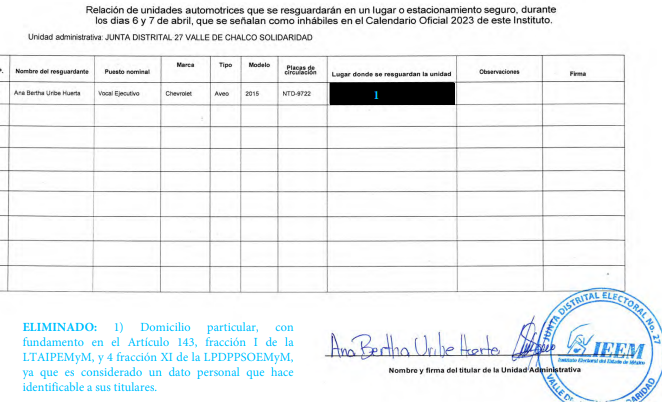 Relación de unidades automotrices que se resguardarán en un lugar o estacionamiento seguro, durante
los dias 6 y 7 de abril, que se señalan como inhábiles en el Calendario Oficial 2023 de este Instituto.
Unidad administrativa: JUNTA DISTRITAL 27 VALLE DE CHALCO SOLIDARIDAD
Nombre del resguardante Puesto nominal Marca Tipo Modelo Placas de circulación Lugar donde se resguardan la unidad Observaciones Firma
Ana Bertha Uribe Huerta Vocal Ejecutivo Chevrolet Aveo 2015 NTD-9722 1
ELIMINADO: 1) Domicilio particular, con
fundamento en el Artículo 143, fracción I de la
LTAIPEMyM, y 4 fracción XI de la LPDPPSOEMyM,
ya que es considerado un dato personal que hace
identificable a sus titulares.
Ana Bertha Uribe Huerta
Nombre y firma del titular de la Unidad Administrativa
JUNTA DISTRITAL ELECTORAL No. 27
IEEM
Instituto Electoral del Estado de México
VALLE DE SOLIDARIDAD